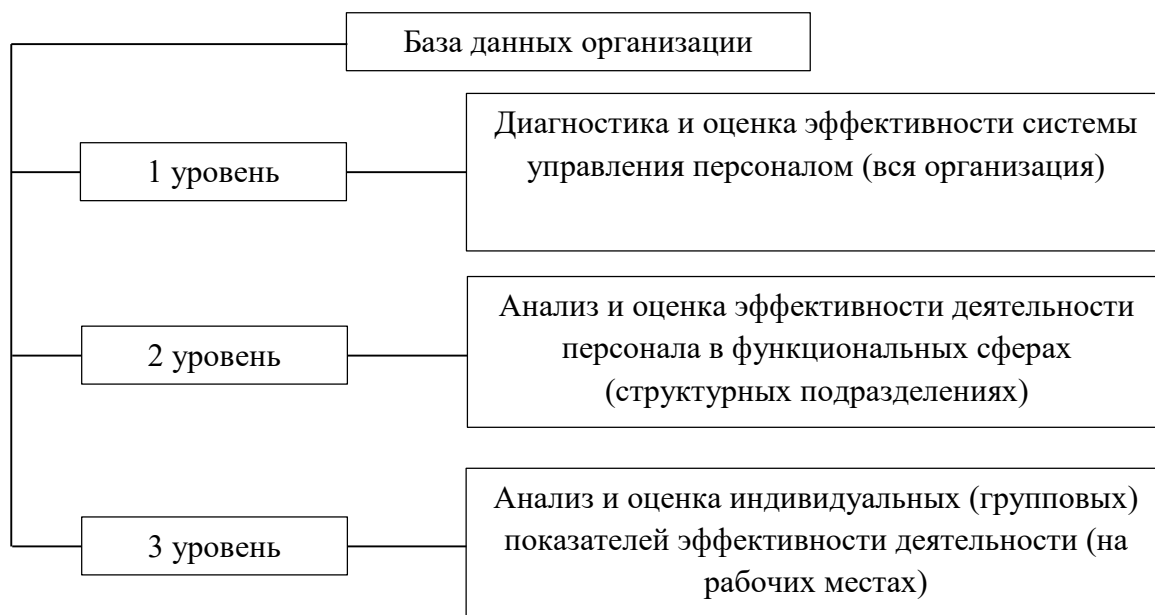 База данных организации
1 уровень
Диагностика и оценка эффективности системы
управления персоналом (вся организация)
2 уровень
Анализ и оценка эффективности деятельности
персонала в функциональных сферах
(структурных подразделениях)
3 уровень
Анализ и оценка индивидуальных (групповых)
показателей эффективности деятельности (на
рабочих местах)